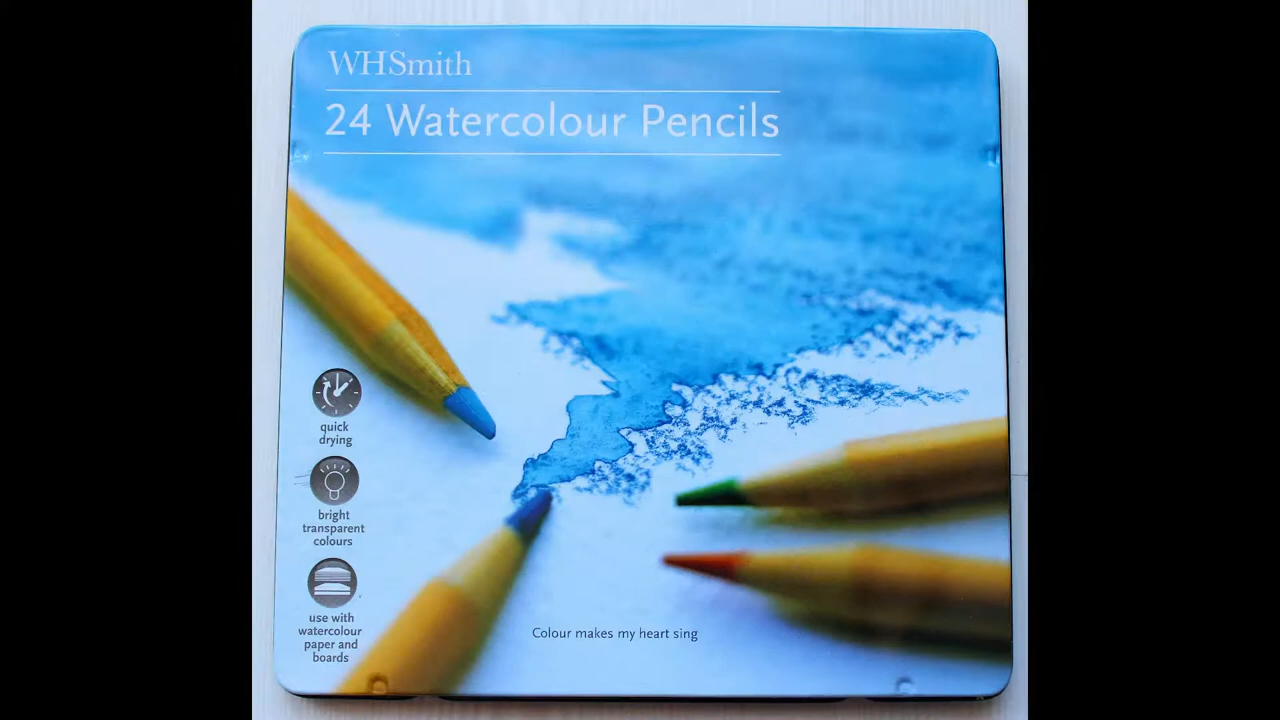 WHSmith
24 Watercolour Pencils
quick
drying
bright
transparent
colours
use with
watercolour
paper and
boards
Colour makes my heart sing